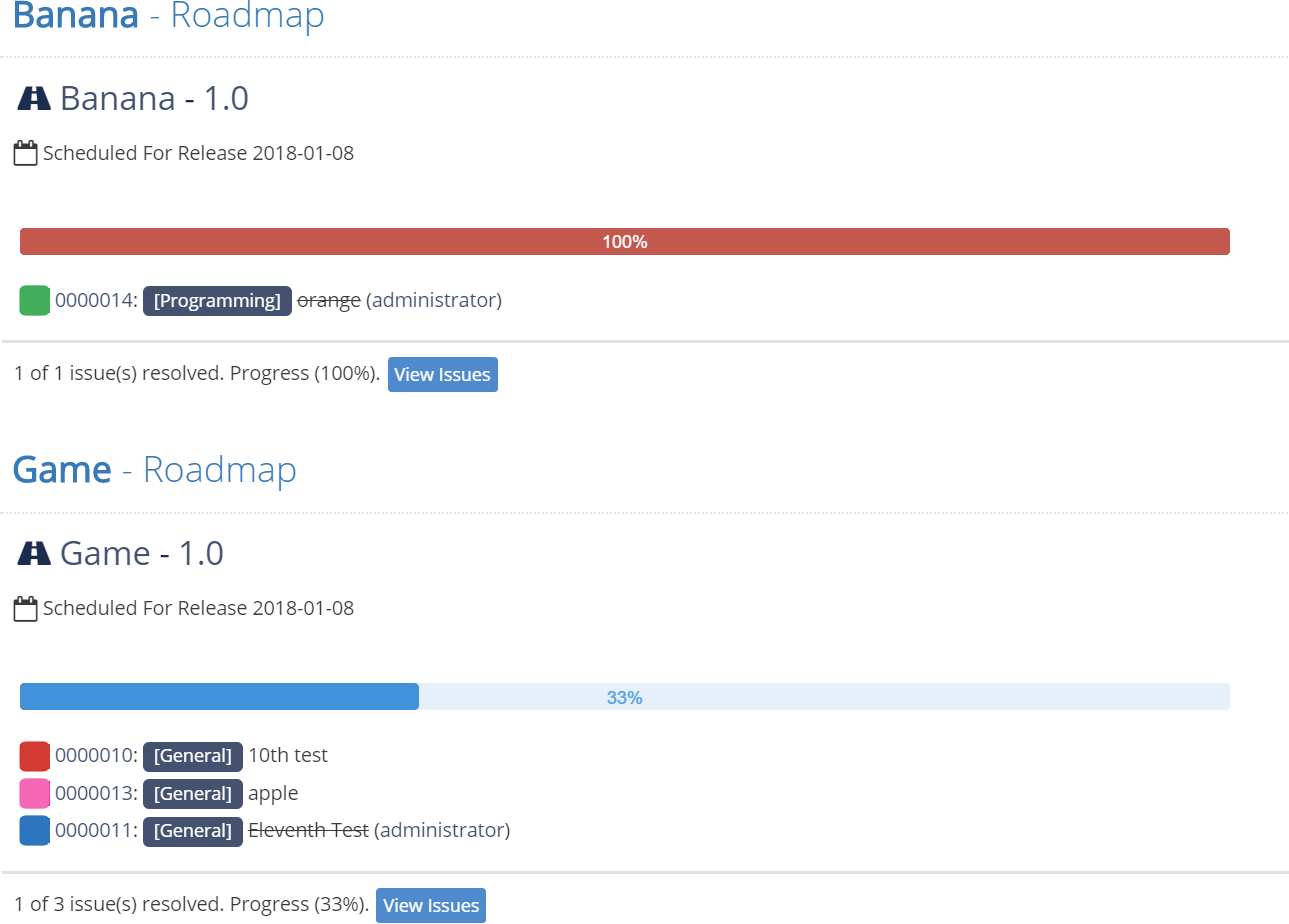 Banana - Roadmap
Banana - 1.0
Scheduled For Release 2018-01-08
100%
0000014: [Programming] orange (administrator)
1 of 1 issue(s) resolved. Progress (100%). View Issues
Game - Roadmap
Game - 1.0
Scheduled For Release 2018-01-08
33%
0000010: [General] 10th test
0000013: [General] apple
0000011: [General] Eleventh Test (administrator)
1 of 3 issue(s) resolved. Progress (33%). View Issues